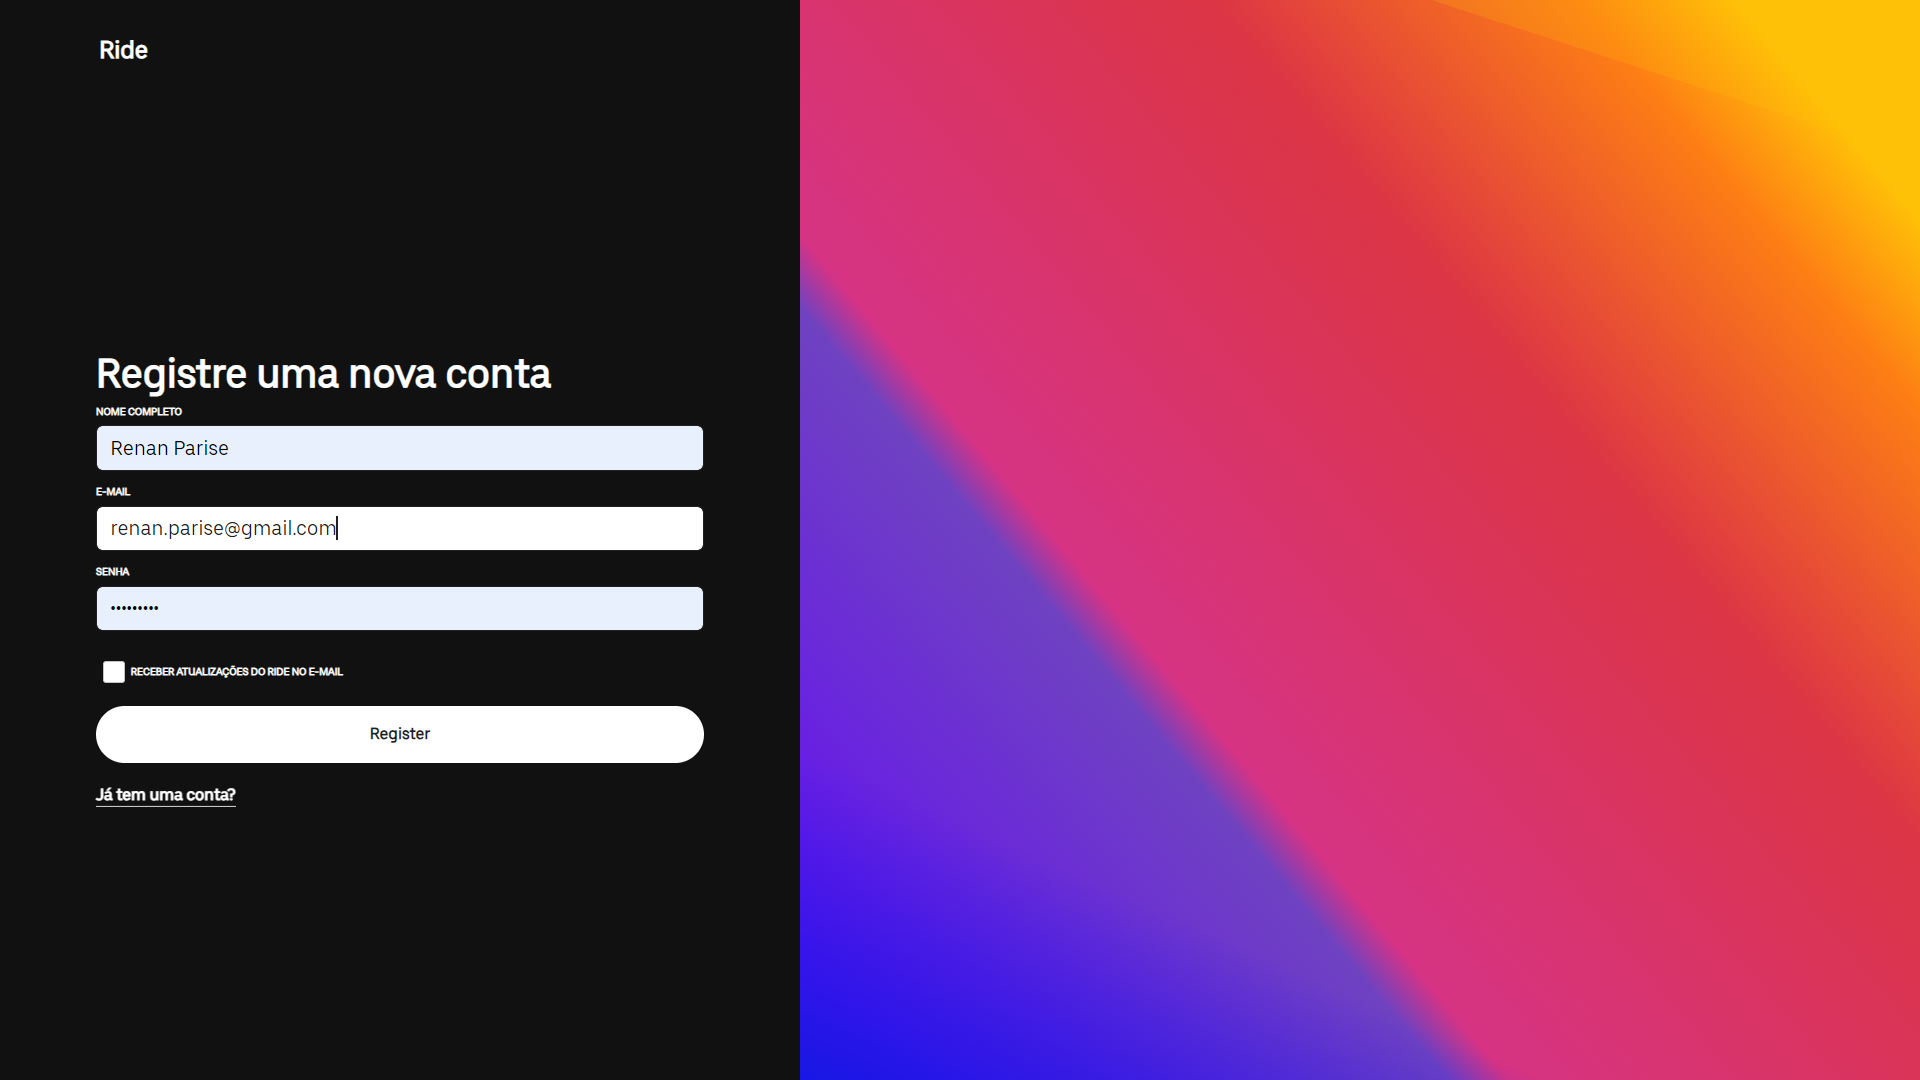 Ride
Registre uma nova conta
NOME COMPLETO
Renan Parise
E-MAIL
renan.parise@gmail.com
SENHA
•••••••••
RECEBER ATUALIZAÇÕES DO RIDE NO E-MAIL
Register
Já tem uma conta?